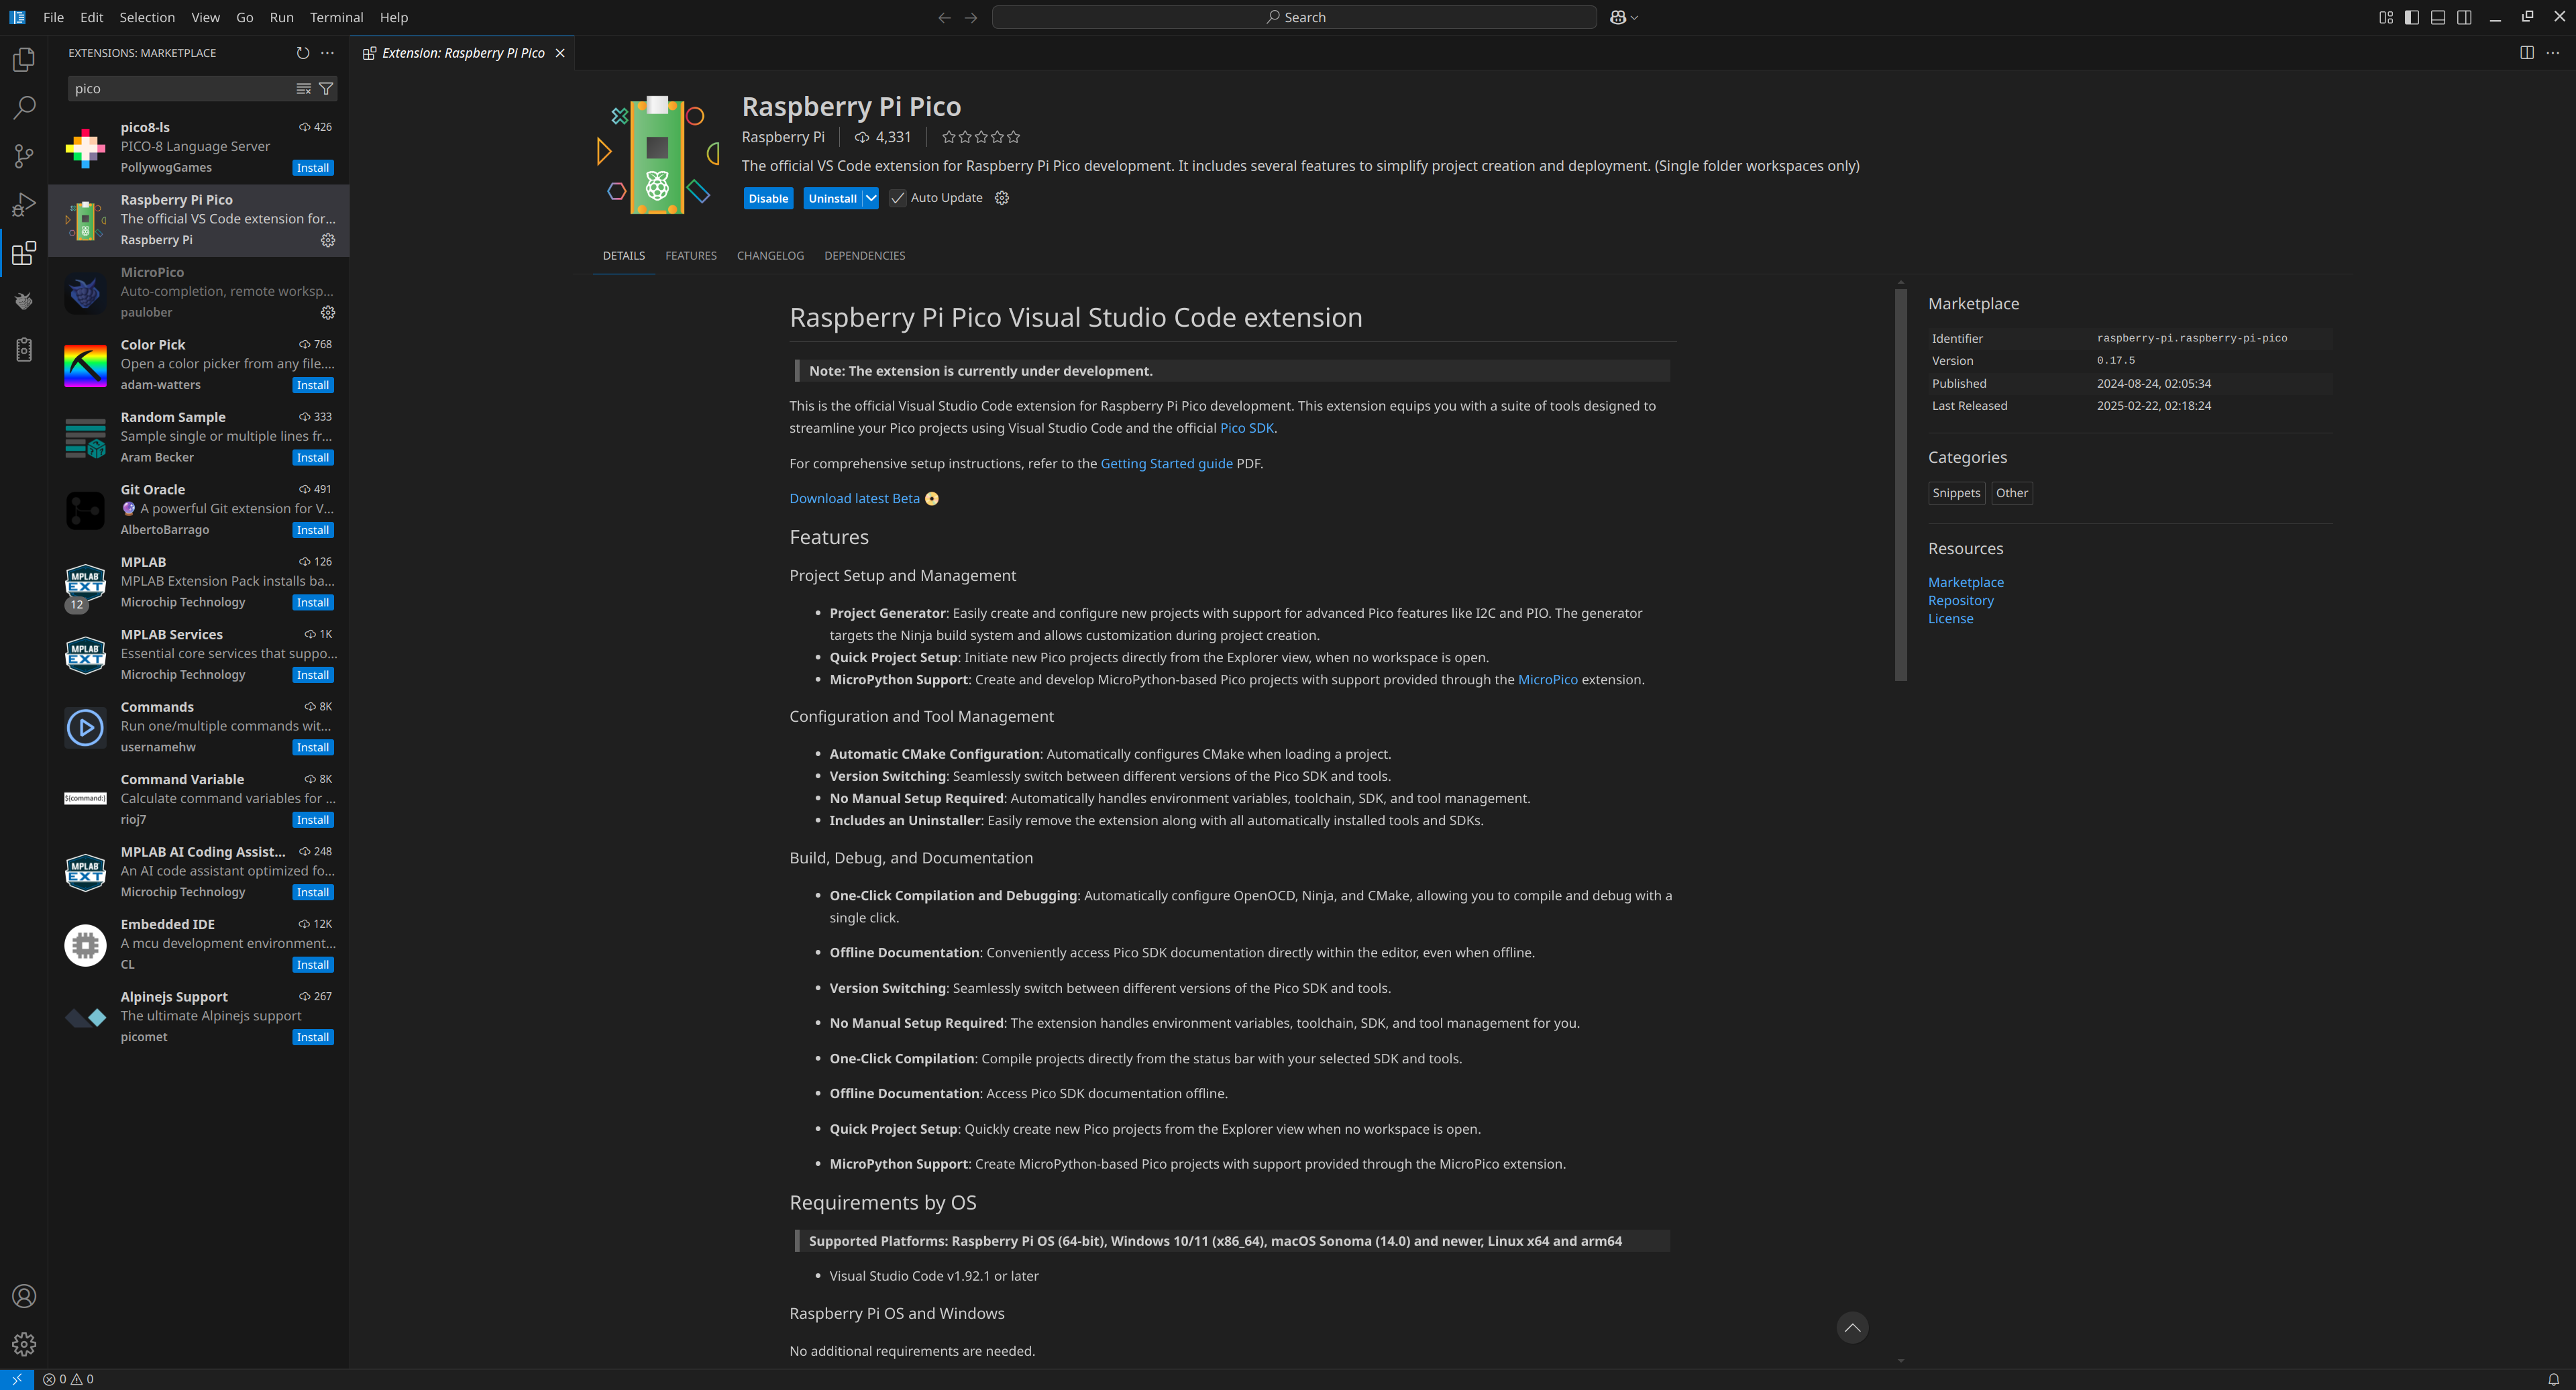 File Edit Selection View Go Run Terminal Help
Search
EXTENSIONS: MARKETPLACE
pico
pico8-ls 426
PICO-8 Language Server
PollywogGames Install
Raspberry Pi Pico
The official VS Code extension for...
Raspberry Pi
MicroPico
Auto-completion, remote worksp...
paulober
Color Pick 768
Open a color picker from any file....
adam-watters Install
Random Sample 333
Sample single or multiple lines fr...
Aram Becker Install
Git Oracle 491
🔮 A powerful Git extension for V...
AlbertoBarrago Install
MPLAB 126
MPLAB Extension Pack installs ba...
Microchip Technology Install
MPLAB
EXT
12
MPLAB Services 1K
Essential core services that suppo...
Microchip Technology Install
MPLAB
EXT
Commands 8K
Run one/multiple commands wit...
usernamehw Install
Command Variable 8K
Calculate command variables for ...
rioj7 Install
${command:}
MPLAB AI Coding Assist... 248
An AI code assistant optimized fo...
Microchip Technology Install
MPLAB
EXT
Embedded IDE 12K
A mcu development environment...
CL Install
Alpinejs Support 267
The ultimate Alpinejs support
picomet Install
Extension: Raspberry Pi Pico
Raspberry Pi Pico
Raspberry Pi 4,331
The official VS Code extension for Raspberry Pi Pico development. It includes several features to simplify project creation and deployment. (Single folder workspaces only)
Disable Uninstall Auto Update
DETAILS FEATURES CHANGELOG DEPENDENCIES
Raspberry Pi Pico Visual Studio Code extension
Note: The extension is currently under development.
This is the official Visual Studio Code extension for Raspberry Pi Pico development. This extension equips you with a suite of tools designed to
streamline your Pico projects using Visual Studio Code and the official Pico SDK.
For comprehensive setup instructions, refer to the Getting Started guide PDF.
Download latest Beta 📀
Features
Project Setup and Management
• Project Generator: Easily create and configure new projects with support for advanced Pico features like I2C and PIO. The generator
targets the Ninja build system and allows customization during project creation.
• Quick Project Setup: Initiate new Pico projects directly from the Explorer view, when no workspace is open.
• MicroPython Support: Create and develop MicroPython-based Pico projects with support provided through the MicroPico extension.
Configuration and Tool Management
• Automatic CMake Configuration: Automatically configures CMake when loading a project.
• Version Switching: Seamlessly switch between different versions of the Pico SDK and tools.
• No Manual Setup Required: Automatically handles environment variables, toolchain, SDK, and tool management.
• Includes an Uninstaller: Easily remove the extension along with all automatically installed tools and SDKs.
Build, Debug, and Documentation
• One-Click Compilation and Debugging: Automatically configure OpenOCD, Ninja, and CMake, allowing you to compile and debug with a
single click.
• Offline Documentation: Conveniently access Pico SDK documentation directly within the editor, even when offline.
• Version Switching: Seamlessly switch between different versions of the Pico SDK and tools.
• No Manual Setup Required: The extension handles environment variables, toolchain, SDK, and tool management for you.
• One-Click Compilation: Compile projects directly from the status bar with your selected SDK and tools.
• Offline Documentation: Access Pico SDK documentation offline.
• Quick Project Setup: Quickly create new Pico projects from the Explorer view when no workspace is open.
• MicroPython Support: Create MicroPython-based Pico projects with support provided through the MicroPico extension.
Requirements by OS
Supported Platforms: Raspberry Pi OS (64-bit), Windows 10/11 (x86_64), macOS Sonoma (14.0) and newer, Linux x64 and arm64
• Visual Studio Code v1.92.1 or later
Raspberry Pi OS and Windows
No additional requirements are needed.
Marketplace
Identifier raspberry-pi.raspberry-pi-pico
Version 0.17.5
Published 2024-08-24, 02:05:34
Last Released 2025-02-22, 02:18:24
Categories
Snippets Other
Resources
Marketplace
Repository
License
0 0